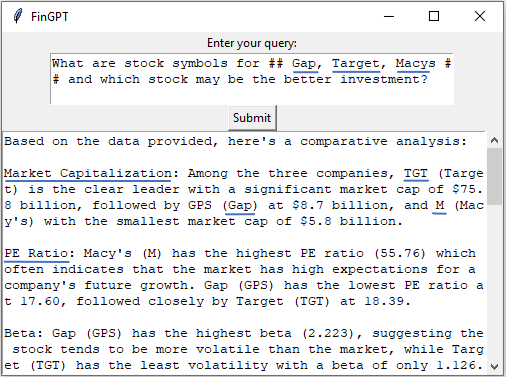 FinGPT
Enter your query:
What are stock symbols for ## Gap, Target, Macys #
# and which stock may be the better investment?
Submit
Based on the data provided, here's a comparative analysis:
Market Capitalization: Among the three companies, TGT (Targe
t) is the clear leader with a significant market cap of $75.
8 billion, followed by GPS (Gap) at $8.7 billion, and M (Mac
y's) with the smallest market cap of $5.8 billion.
PE Ratio: Macy's (M) has the highest PE ratio (55.76) which
often indicates that the market has high expectations for a
company's future growth. Gap (GPS) has the lowest PE ratio a
t 17.60, followed closely by Target (TGT) at 18.39.
Beta: Gap (GPS) has the highest beta (2.223), suggesting the
stock tends to be more volatile than the market, while Targ
et (TGT) has the least volatility with a beta of only 1.126.